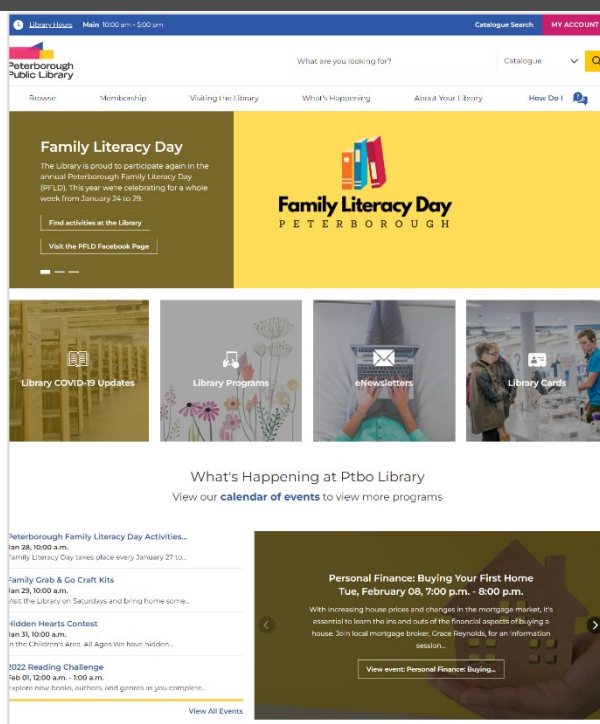 Library Hours Main 10:00 am - 5:00 pm Catalogue Search MY ACCOUNT
Peterborough
Public Library
What are you looking for? Catalogue
Browse Membership Visiting the Library What's Happening About Your Library How Do I
Family Literacy Day
The Library is proud to participate again in the
annual Peterborough Family Literacy Day
(PFLD). This year we're celebrating for a whole
week from January 24 to 29.
Find activities at the Library
Visit the PFLD Facebook Page
Family Literacy Day
PETERBOROUGH
Library COVID-19 Updates
Library Programs
eNewsletters
Library Cards
What's Happening at Ptbo Library
View our calendar of events to view more programs
Peterborough Family Literacy Day Activities...
Jan 28, 10:00 a.m.
Family Literacy Day takes place every January 27 to...
Family Grab & Go Craft Kits
Jan 29, 10:00 a.m.
Visit the Library on Saturdays and bring home some...
Hidden Hearts Contest
Jan 31, 10:00 a.m.
In the Children's Area. All Ages We have hidden...
2022 Reading Challenge
Feb 01, 12:00 a.m. - 1:00 a.m.
Explore new books, authors, and genres as you complete...
View All Events
Personal Finance: Buying Your First Home
Tue, February 08, 7:00 p.m. - 8:00 p.m.
With increasing house prices and changes in the mortgage market, it's
essential to learn the ins and outs of the financial aspects of buying a
house. Join local mortgage broker, Grace Reynolds, for an information
session...
View event: Personal Finance: Buying...